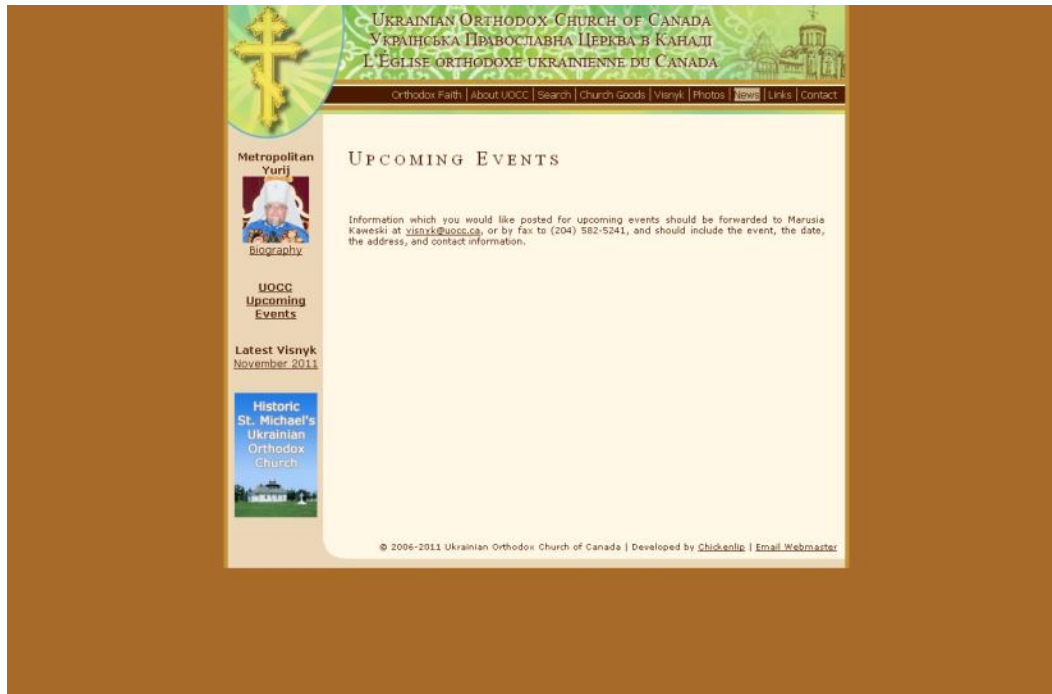 UKRAINIAN ORTHODOX CHURCH OF CANADA
УКРАЇНСЬКА ПРАВОСЛАВНА ЦЕРКВА В КАНАДІ
L'ÉGLISE ORTHODOXE UKRAINIENNE DU CANADA
Orthodox Faith | About UOCC | Search | Church Goods | Visnyk | Photos | News | Links | Contact
Metropolitan
Yurij
Biography
UOCC
Upcoming
Events
Latest Visnyk
November 2011
Historic
St. Michael's
Ukrainian
Orthodox
Church
UPCOMING EVENTS
Information which you would like posted for upcoming events should be forwarded to Marusia
Kaweski at visnyk@uocc.ca, or by fax to (204) 582-5241, and should include the event, the date,
the address, and contact information.
© 2006-2011 Ukrainian Orthodox Church of Canada | Developed by Chickenlip | Email Webmaster